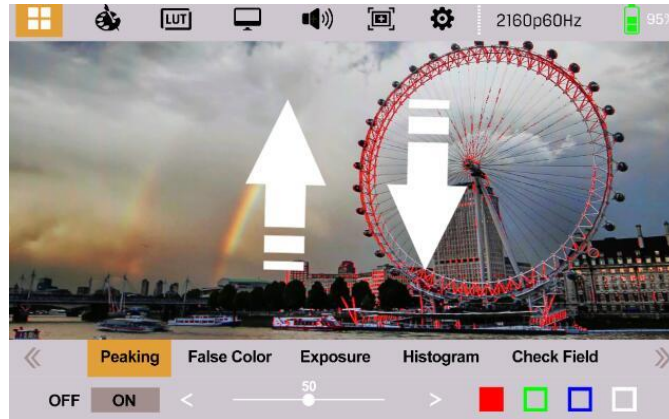 LUT 2160p60Hz 95%
« Peaking False Color Exposure Histogram Check Field »
50
OFF ON < >